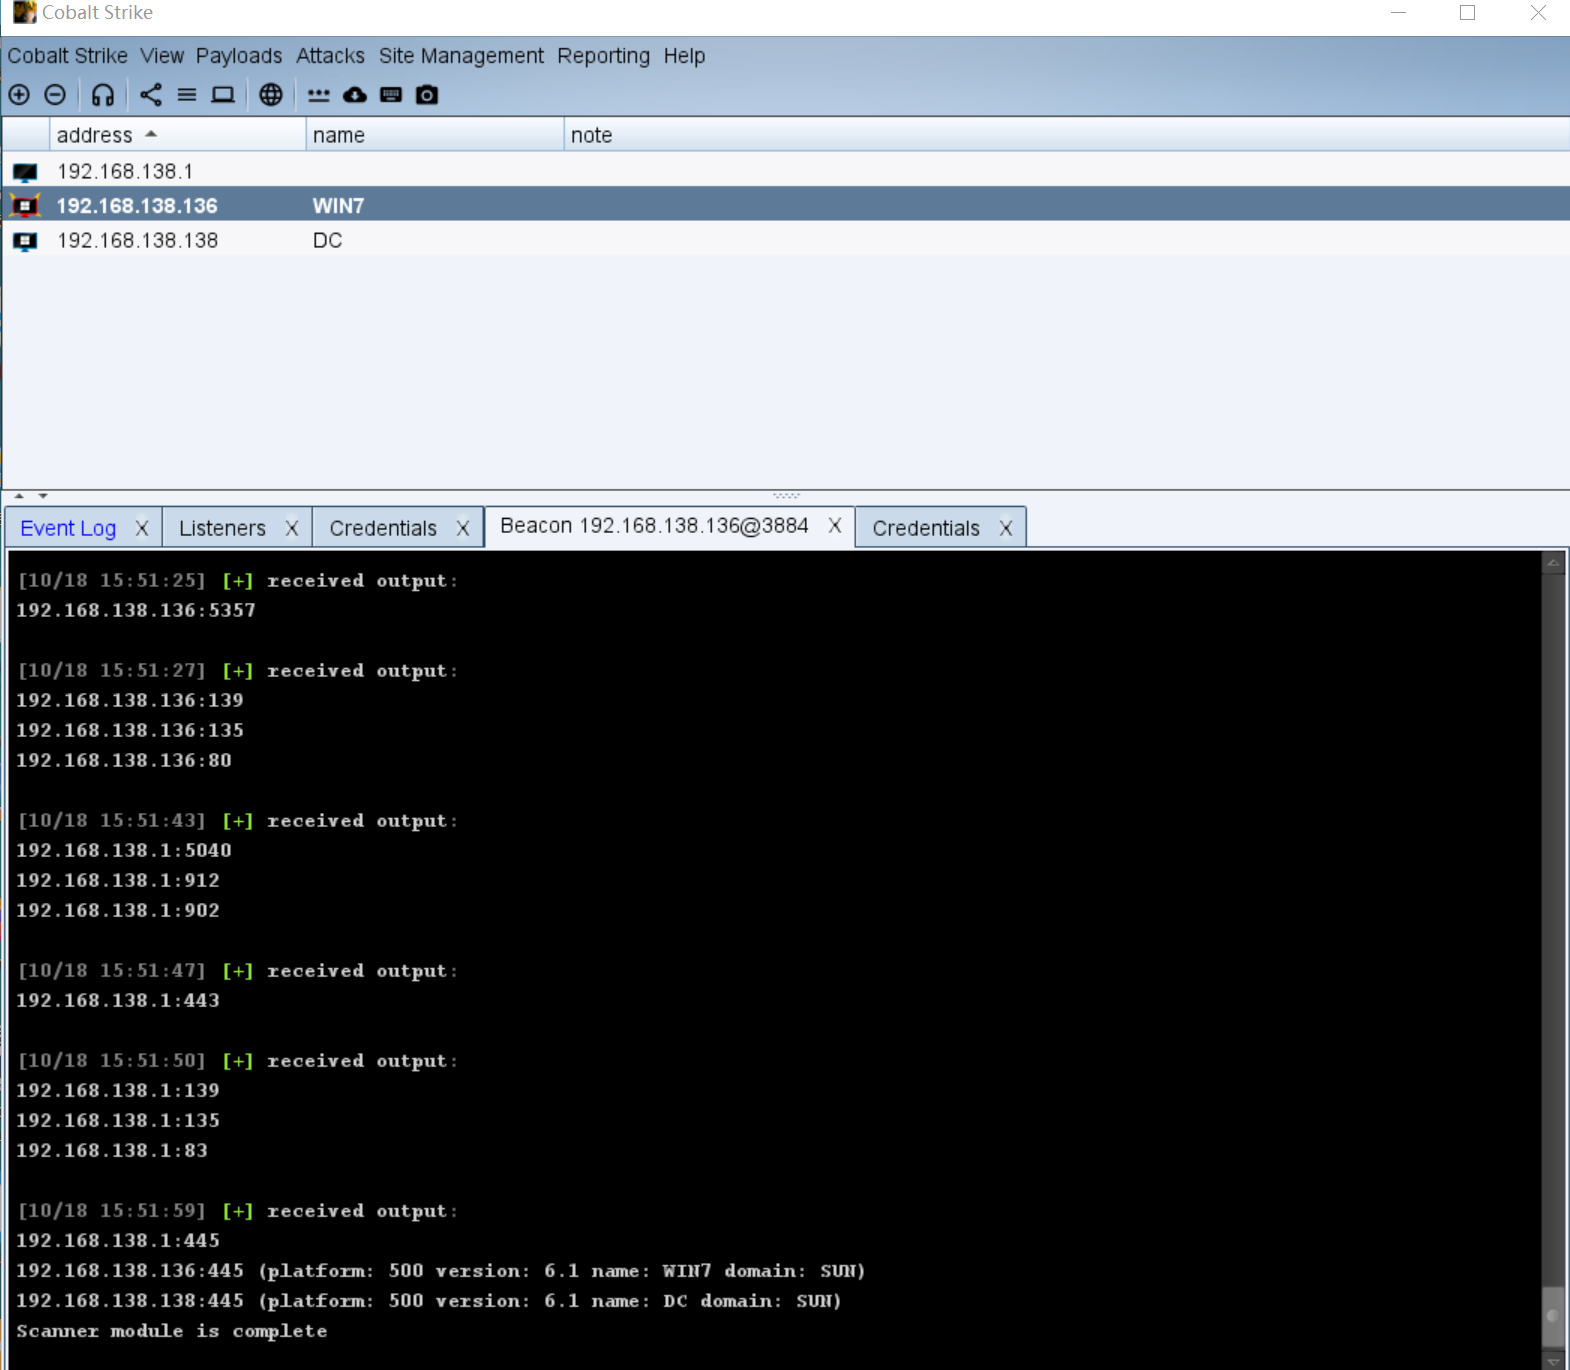 Cobalt Strike
Cobalt Strike View Payloads Attacks Site Management Reporting Help
address name note
192.168.138.1
192.168.138.136 WIN7
192.168.138.138 DC
Event Log X Listeners X Credentials X Beacon 192.168.138.136@3884 X Credentials X
[10/18 15:51:25] [+] received output:
192.168.138.136:5357
[10/18 15:51:27] [+] received output:
192.168.138.136:139
192.168.138.136:135
192.168.138.136:80
[10/18 15:51:43] [+] received output:
192.168.138.1:5040
192.168.138.1:912
192.168.138.1:902
[10/18 15:51:47] [+] received output:
192.168.138.1:443
[10/18 15:51:50] [+] received output:
192.168.138.1:139
192.168.138.1:135
192.168.138.1:83
[10/18 15:51:59] [+] received output:
192.168.138.1:445
192.168.138.136:445 (platform: 500 version: 6.1 name: WIN7 domain: SUN)
192.168.138.138:445 (platform: 500 version: 6.1 name: DC domain: SUN)
Scanner module is complete